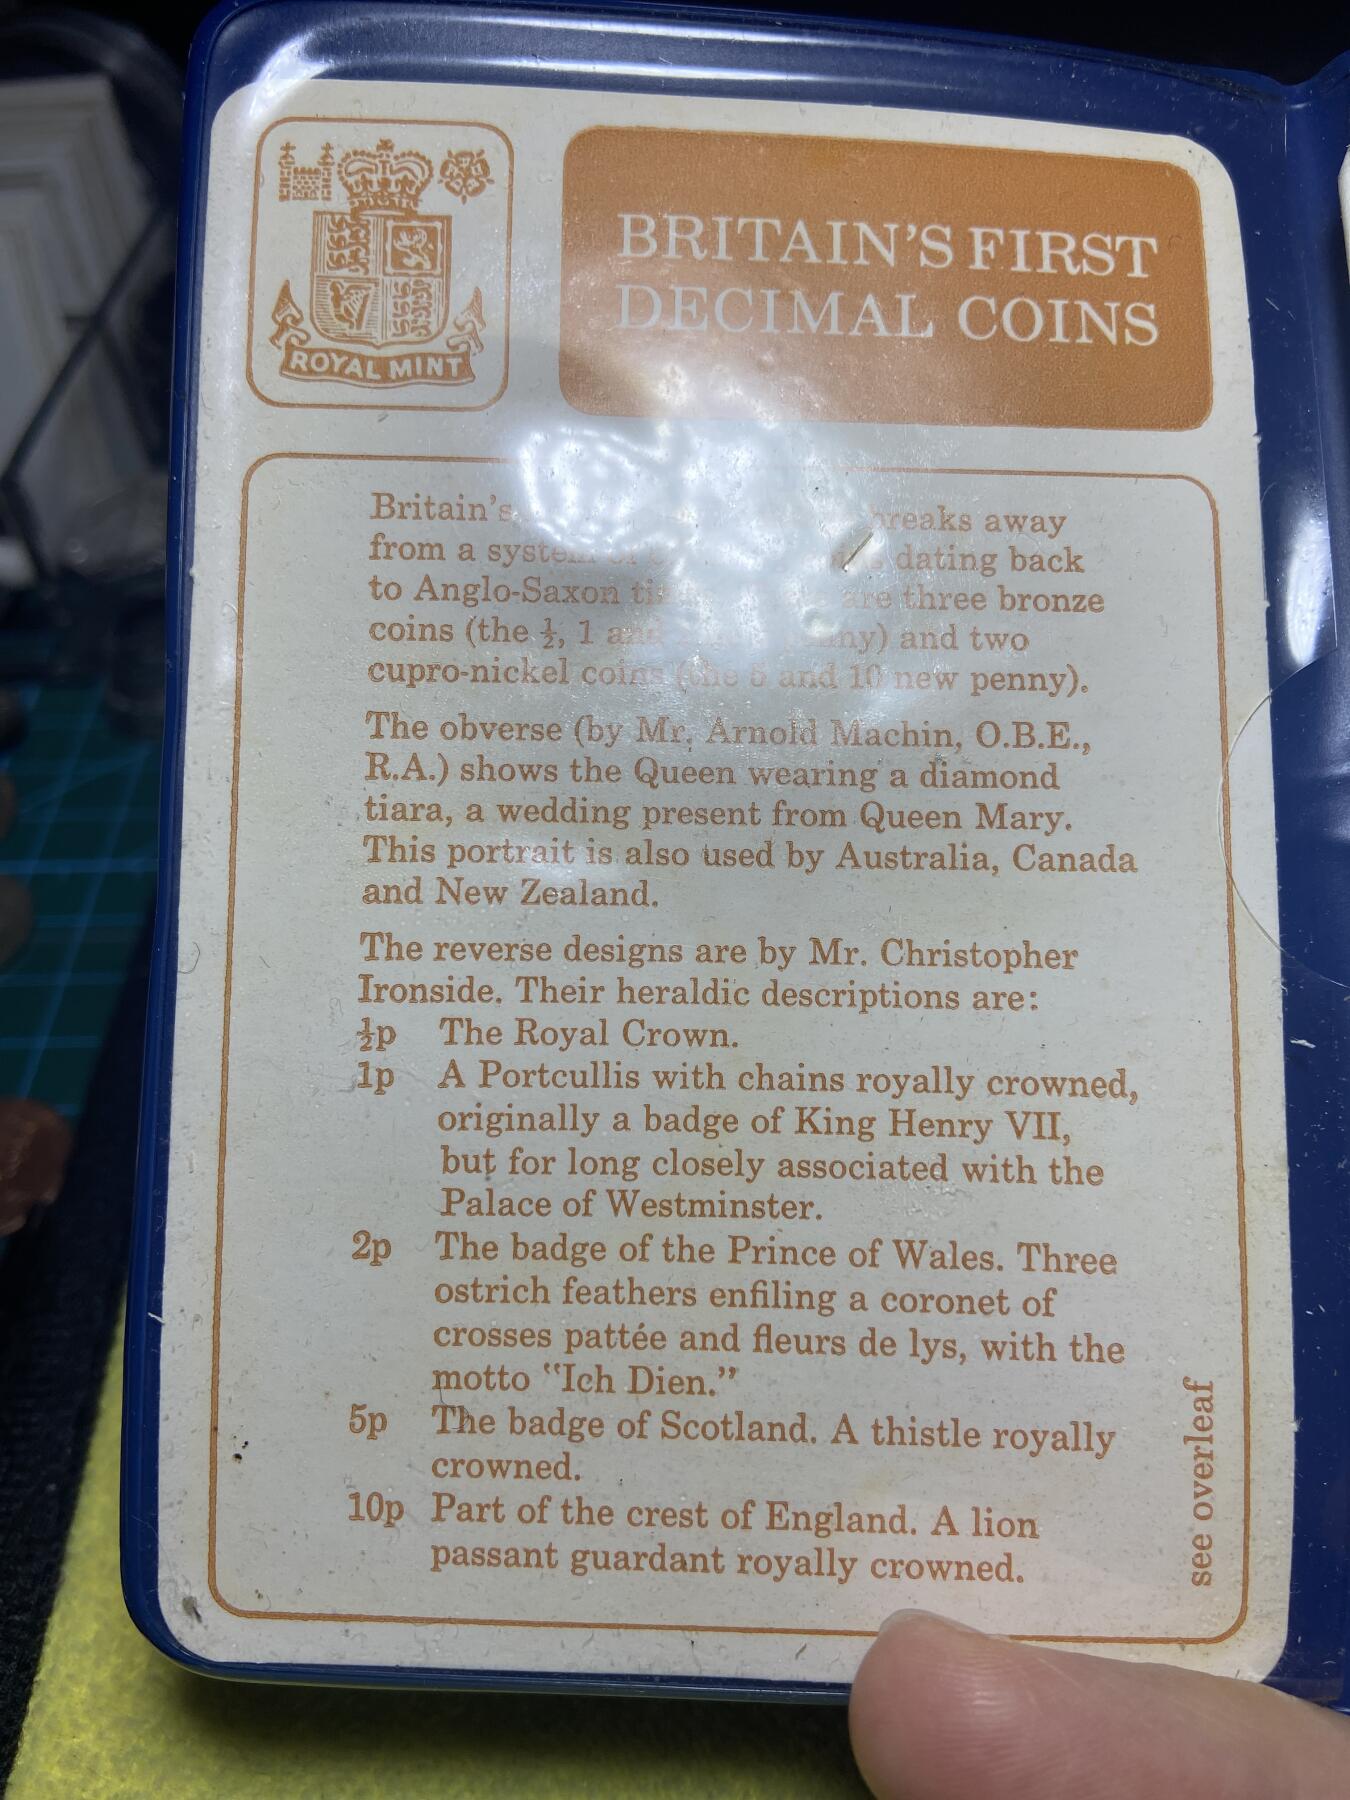 ROYAL MINT
BRITAIN'S FIRST
DECIMAL COINS
Britain's breaks away
from a system of dating back
to Anglo-Saxon are three bronze
coins (the ½, 1 and penny) and two
cupro-nickel coins (the 5 and 10 new penny).
The obverse (by Mr. Arnold Machin, O.B.E.,
R.A.) shows the Queen wearing a diamond
tiara, a wedding present from Queen Mary.
This portrait is also used by Australia, Canada
and New Zealand.
The reverse designs are by Mr. Christopher
Ironside. Their heraldic descriptions are:
½p The Royal Crown.
1p A Portcullis with chains royally crowned,
originally a badge of King Henry VII,
but for long closely associated with the
Palace of Westminster.
2p The badge of the Prince of Wales. Three
ostrich feathers enfiling a coronet of
crosses pattée and fleurs de lys, with the
motto "Ich Dien."
5p The badge of Scotland. A thistle royally
crowned.
10p Part of the crest of England. A lion
passant guardant royally crowned.
see overleaf